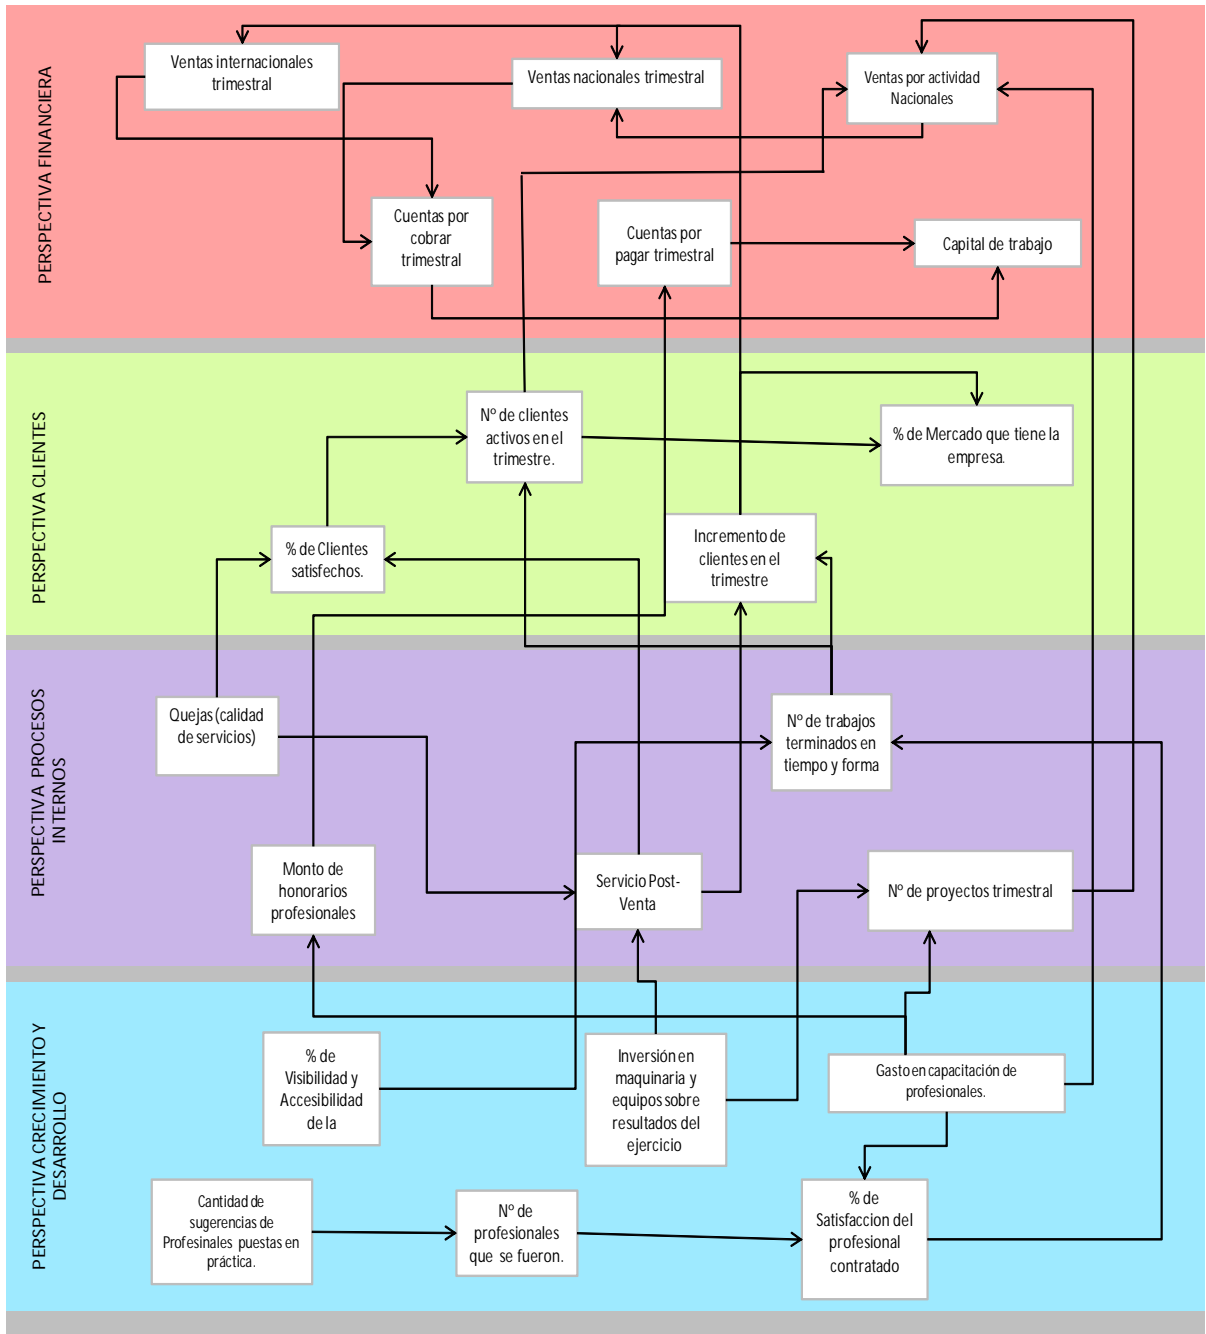 PERSPECTIVA FINANCIERA
Ventas internacionales
trimestral
Ventas nacionales trimestral
Ventas por actividad
Nacionales
Cuentas por
cobrar
trimestral
Cuentas por
pagar trimestral
Capital de trabajo
PERSPECTIVA CLIENTES
Nº de clientes
activos en el
trimestre.
% de Mercado que tiene la
empresa.
% de Clientes
satisfechos.
Incremento de
clientes en el
trimestre
PERSPECTIVA PROCESOS
INTERNOS
Quejas (calidad
de servicios)
Nº de trabajos
terminados en
tiempo y forma
Monto de
honorarios
profesionales
Servicio Post-
Venta
Nº de proyectos trimestral
PERSPECTIVA CRECIMIENTO Y
DESARROLLO
% de
Visibilidad y
Accesibilidad
de la
Inversión en
maquinaria y
equipos sobre
resultados del
ejercicio
Gasto en capacitación de
profesionales.
Cantidad de
sugerencias de
Profesinales puestas en
práctica.
Nº de
profesionales
que se fueron.
% de
Satisfaccion del
profesional
contratado